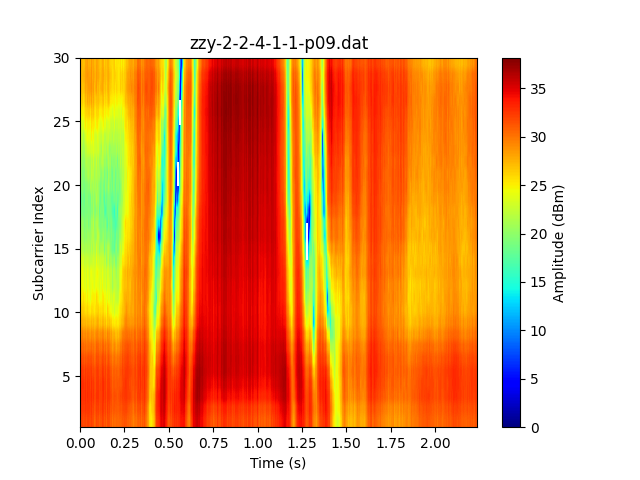 zzy-2-2-4-1-1-p09.dat
30
25
20
15
10
5
Subcarrier Index
0.00 0.25 0.50 0.75 1.00 1.25 1.50 1.75 2.00
Time (s)
35
30
25
20
15
10
5
0
Amplitude (dBm)